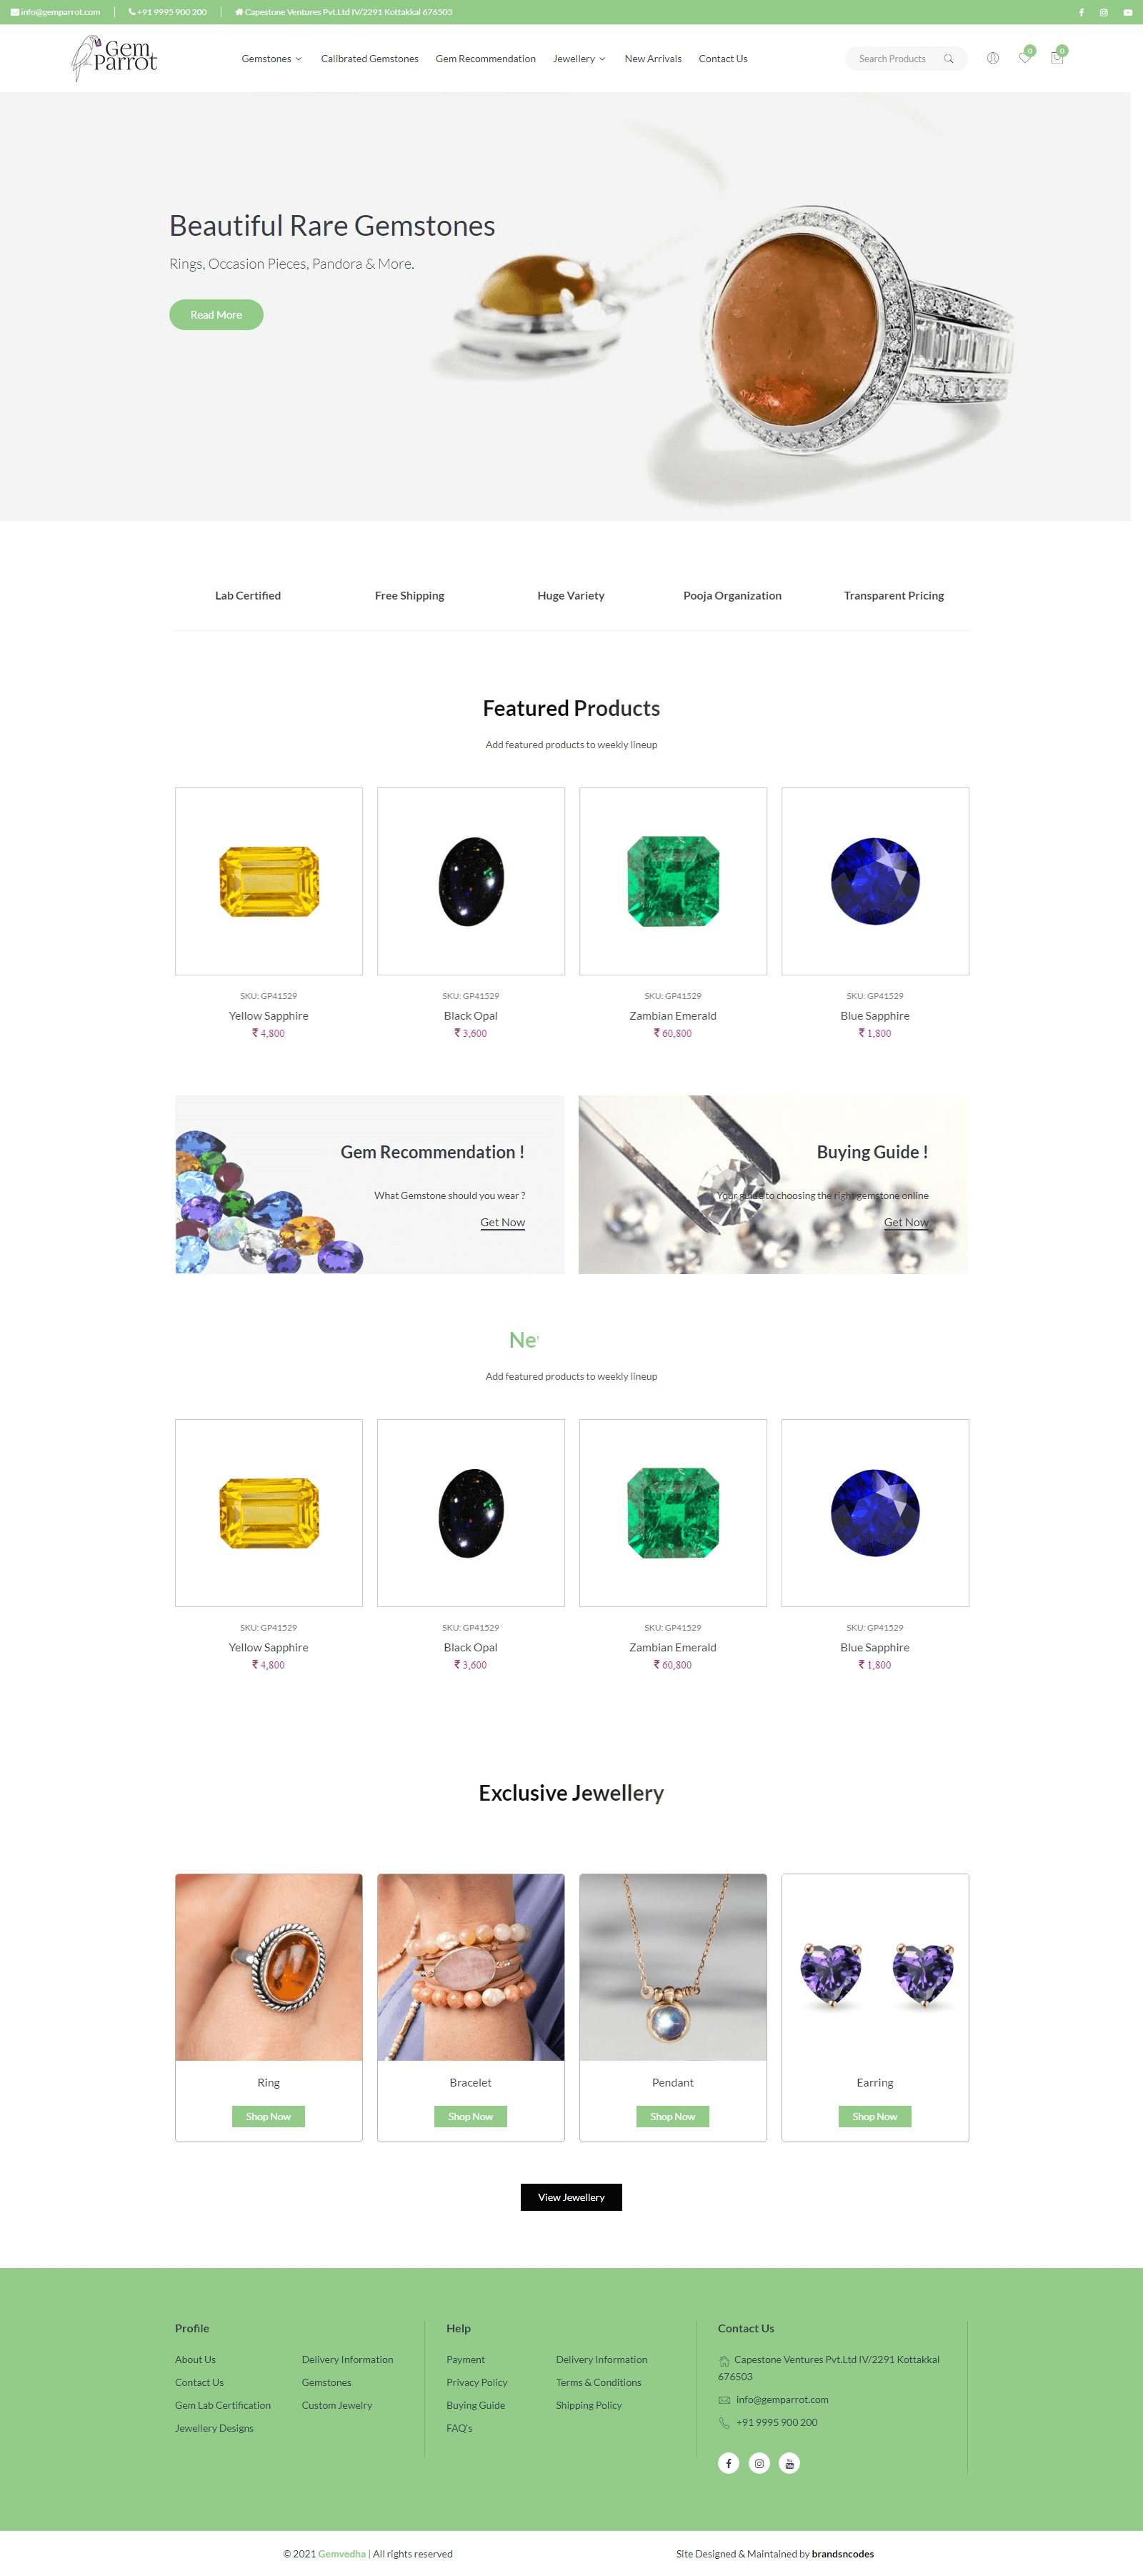 info@gemparrot.com
+91 9995 900 200
Capestone Ventures Pvt.Ltd IV/2291 Kottakkal 676503
Gem
Parrot
Gemstones
Calibrated Gemstones
Gem Recommendation
Jewellery
New Arrivals
Contact Us
Search Products
0
0
Beautiful Rare Gemstones
Rings, Occasion Pieces, Pandora & More.
Read More
Lab Certified
Free Shipping
Huge Variety
Pooja Organization
Transparent Pricing
Featured Products
Add featured products to weekly lineup
SKU: GP41529
Yellow Sapphire
₹ 4,800
SKU: GP41529
Black Opal
₹ 3,600
SKU: GP41529
Zambian Emerald
₹ 60,800
SKU: GP41529
Blue Sapphire
₹ 1,800
Gem Recommendation !
What Gemstone should you wear ?
Get Now
Buying Guide !
Your guide to choosing the right gemstone online
Get Now
Ne
Add featured products to weekly lineup
SKU: GP41529
Yellow Sapphire
₹ 4,800
SKU: GP41529
Black Opal
₹ 3,600
SKU: GP41529
Zambian Emerald
₹ 60,800
SKU: GP41529
Blue Sapphire
₹ 1,800
Exclusive Jewellery
Ring
Shop Now
Bracelet
Shop Now
Pendant
Shop Now
Earring
Shop Now
View Jewellery
Profile
About Us
Contact Us
Gem Lab Certification
Jewellery Designs
Delivery Information
Gemstones
Custom Jewelry
Help
Payment
Privacy Policy
Buying Guide
FAQ's
Delivery Information
Terms & Conditions
Shipping Policy
Contact Us
Capestone Ventures Pvt.Ltd IV/2291 Kottakkal
676503
info@gemparrot.com
+91 9995 900 200
© 2021 Gemvedha | All rights reserved
Site Designed & Maintained by brandsncodes